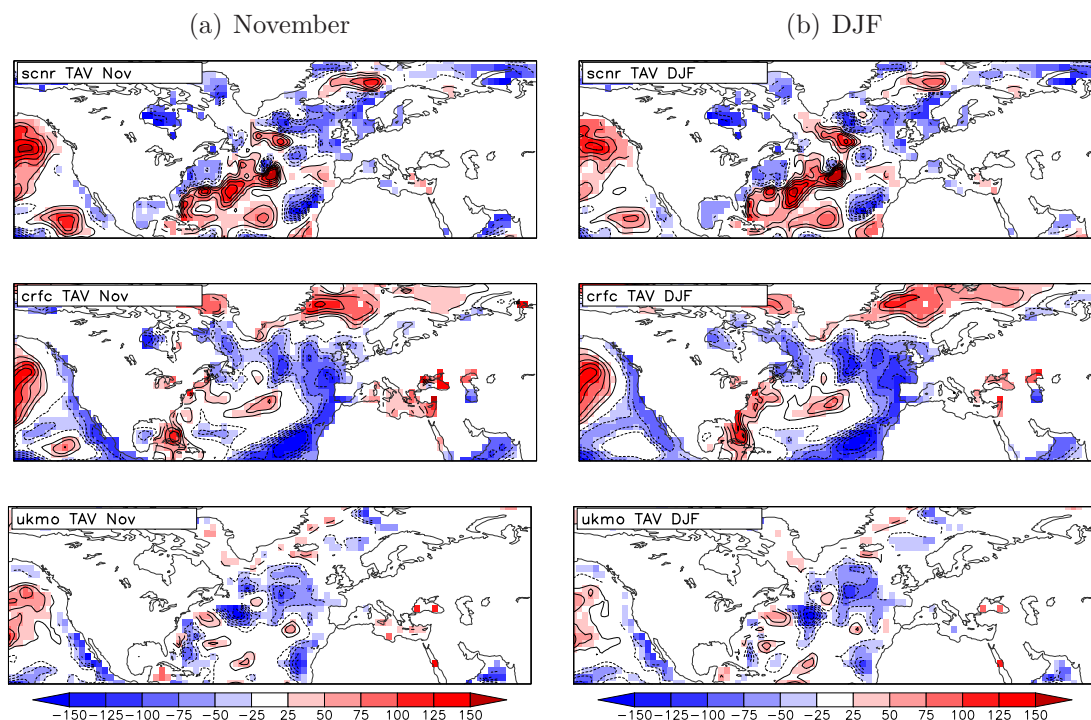 (a) November
(b) DJF
scnr TAV Nov
scnr TAV DJF
crfc TAV Nov
crfc TAV DJF
ukmo TAV Nov
ukmo TAV DJF
-150 -125 -100 -75 -50 -25 25 50 75 100 125 150
-150 -125 -100 -75 -50 -25 25 50 75 100 125 150